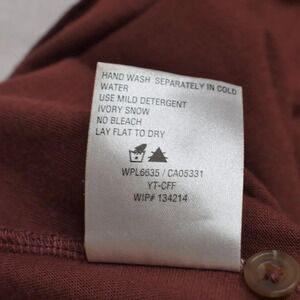 HAND WASH SEPARATELY IN COLD
WATER
USE MILD DETERGENT
IVORY SNOW
NO BLEACH
LAY FLAT TO DRY
WPL6635 / CA05331
YT-CFF
WIP# 134214